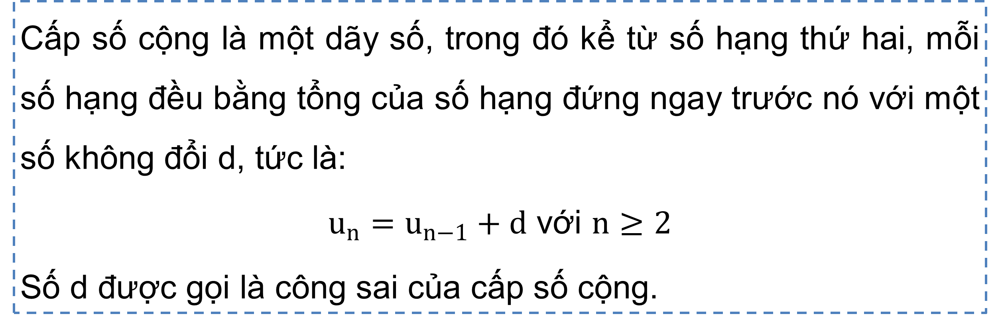 Cấp số cộng là một dãy số, trong đó kể từ số hạng thứ hai, mỗi
số hạng đều bằng tổng của số hạng đứng ngay trước nó với một
số không đổi d, tức là:
uₙ = uₙ₋₁ + d với n ≥ 2
Số d được gọi là công sai của cấp số cộng.